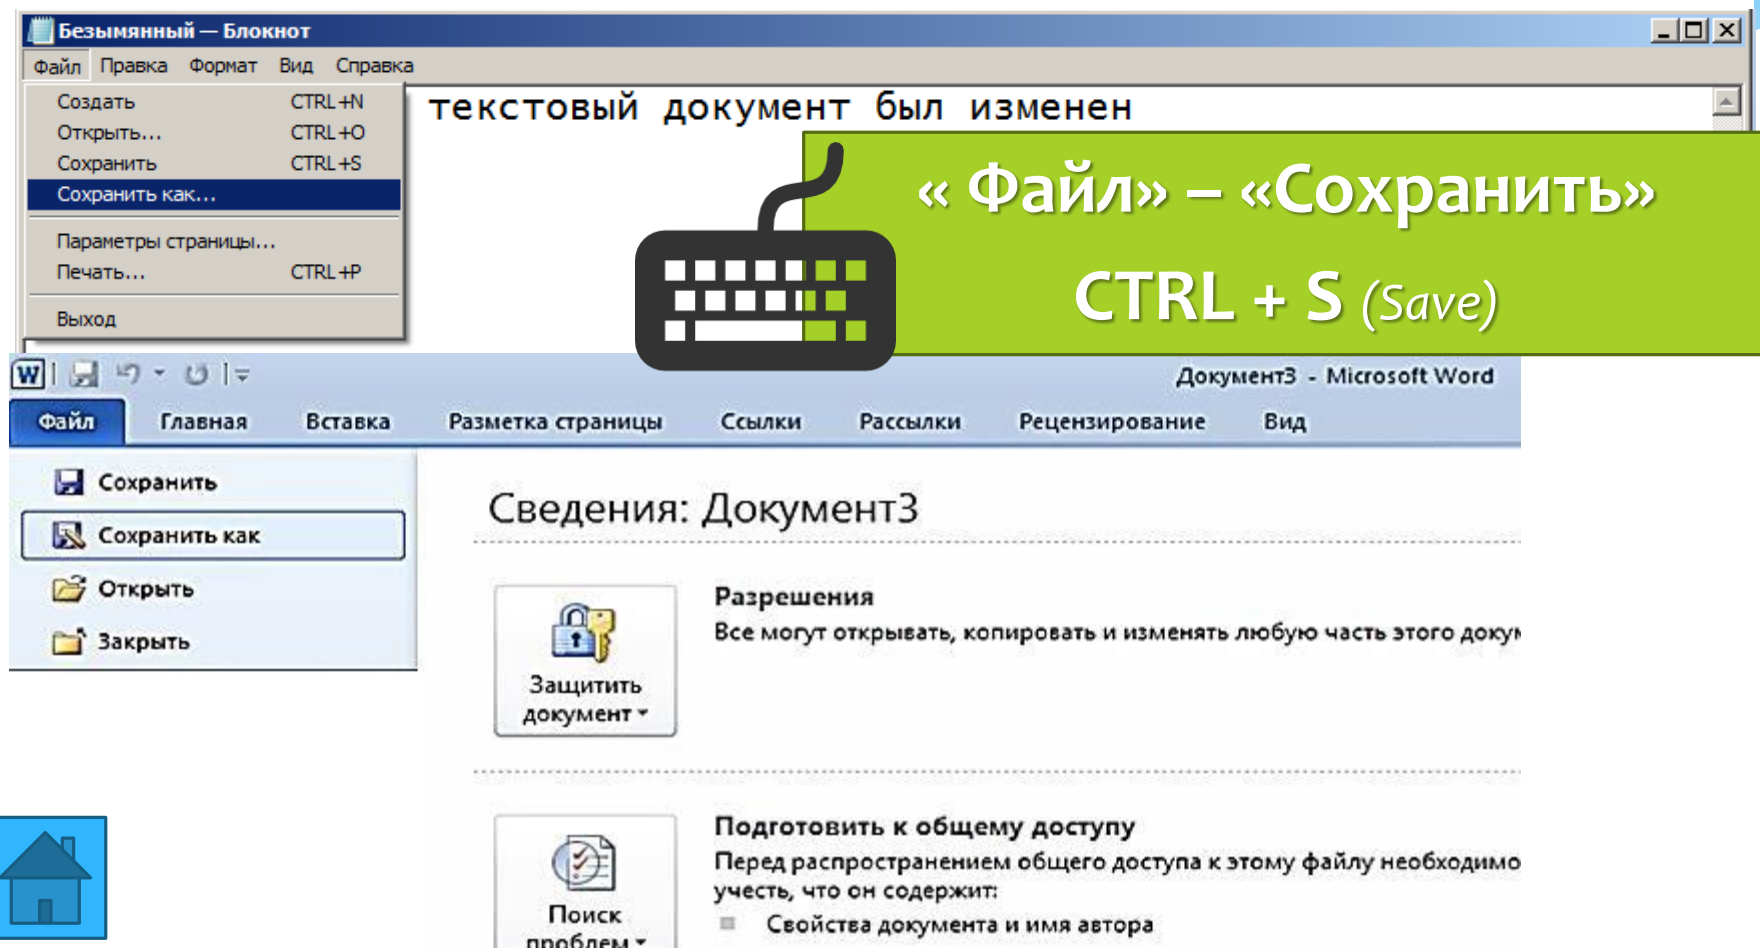 Безымянный — Блокнот
Файл Правка Формат Вид Справка
Создать CTRL+N
Открыть... CTRL+O
Сохранить CTRL+S
Сохранить как...
Параметры страницы...
Печать... CTRL+P
Выход
текстовый документ был изменен
« Файл» – «Сохранить»
CTRL + S (Save)
W
Документ3 - Microsoft Word
Файл Главная Вставка Разметка страницы Ссылки Рассылки Рецензирование Вид
Сохранить
Сохранить как
Открыть
Закрыть
Сведения: Документ3
Защитить
документ
Разрешения
Все могут открывать, копировать и изменять любую часть этого докум
Поиск
проблем
Подготовить к общему доступу
Перед распространением общего доступа к этому файлу необходимо
учесть, что он содержит:
Свойства документа и имя автора